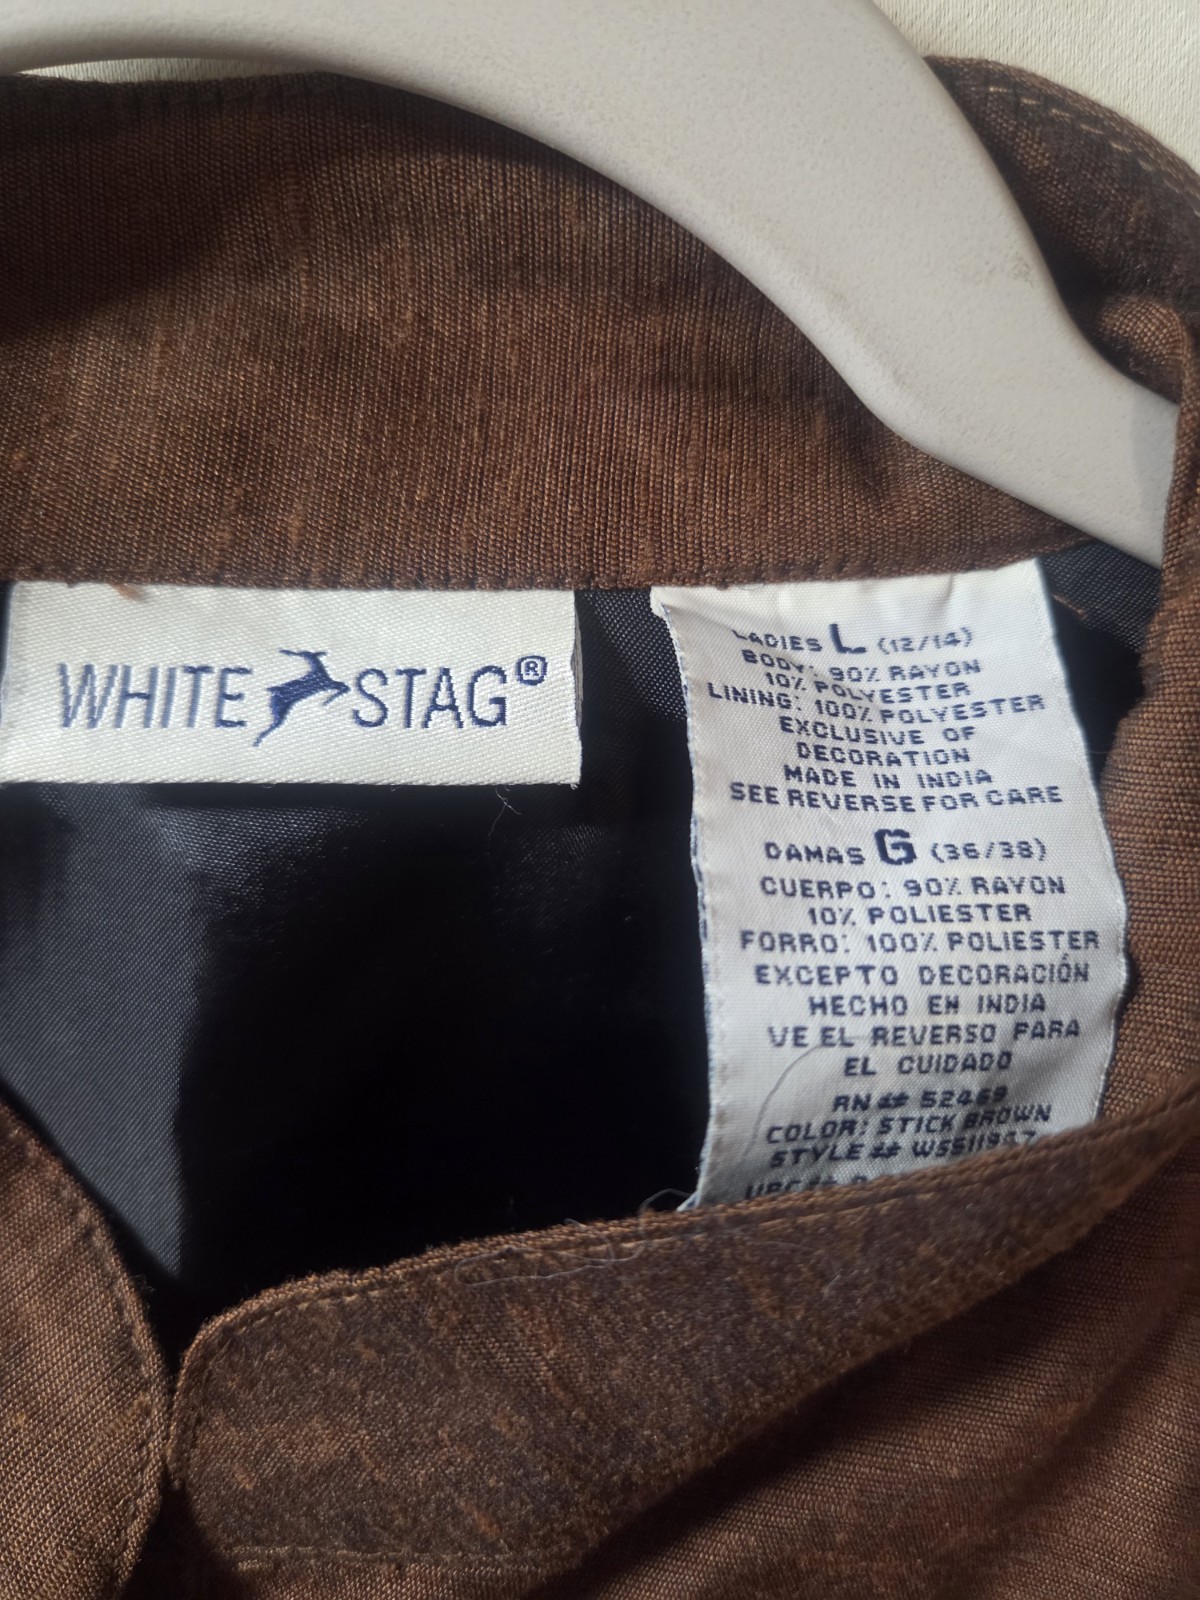 WHITE STAG®
LADIES L (12/14)
BODY: 90% RAYON
10% POLYESTER
LINING: 100% POLYESTER
EXCLUSIVE OF
DECORATION
MADE IN INDIA
SEE REVERSE FOR CARE
DAMAS G (36/38)
CUERPO: 90% RAYON
10% POLIESTER
FORRO: 100% POLIESTER
EXCEPTO DECORACIÓN
HECHO EN INDIA
VE EL REVERSO PARA
EL CUIDADO
RN# 52469
COLOR: STICK BROWN
STYLE#